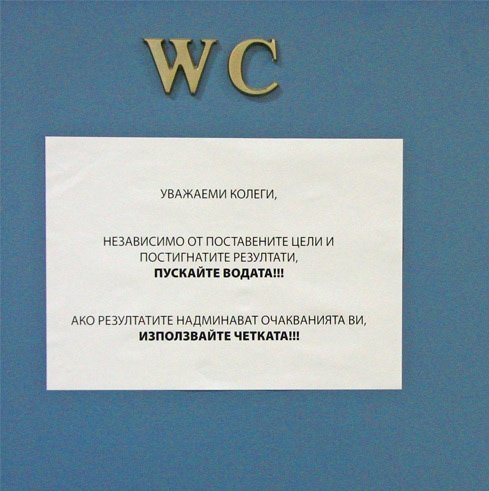 WC
УВАЖАЕМИ КОЛЕГИ,
НЕЗАВИСИМО ОТ ПОСТАВЕНИТЕ ЦЕЛИ И
ПОСТИГНАТИТЕ РЕЗУЛТАТИ,
ПУСКАЙТЕ ВОДАТА!!!
АКО РЕЗУЛТАТИТЕ НАДМИНАВАТ ОЧАКВАНИЯТА ВИ,
ИЗПОЛЗВАЙТЕ ЧЕТКАТА!!!